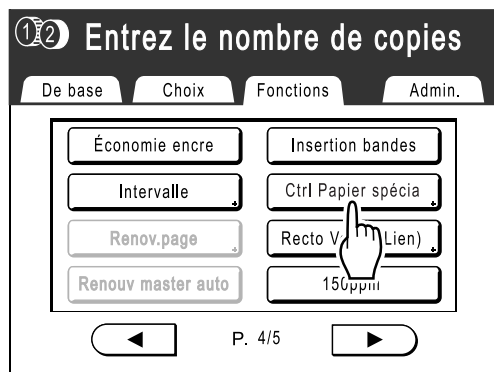 12 Entrez le nombre de copies
De base Choix Fonctions Admin.
Économie encre Insertion bandes
Intervalle Ctrl Papier spécia
Renov.page Recto Lien)
Renouv master auto 150ppm
P. 4/5